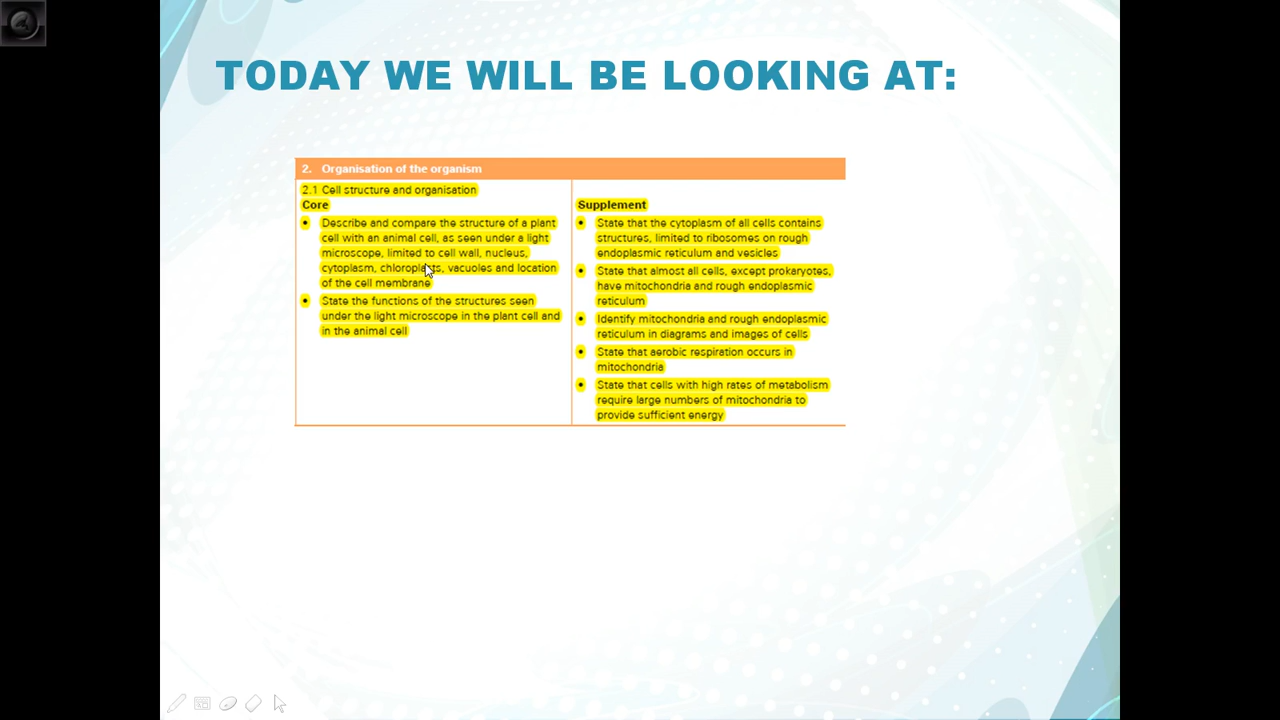 TODAY WE WILL BE LOOKING AT:
2. Organisation of the organism
2.1 Cell structure and organisation
Core
• Describe and compare the structure of a plant
cell with an animal cell, as seen under a light
microscope, limited to cell wall, nucleus,
cytoplasm, chloroplasts, vacuoles and location
of the cell membrane
• State the functions of the structures seen
under the light microscope in the plant cell and
in the animal cell
Supplement
• State that the cytoplasm of all cells contains
structures, limited to ribosomes on rough
endoplasmic reticulum and vesicles
• State that almost all cells, except prokaryotes,
have mitochondria and rough endoplasmic
reticulum
• Identify mitochondria and rough endoplasmic
reticulum in diagrams and images of cells
• State that aerobic respiration occurs in
mitochondria
• State that cells with high rates of metabolism
require large numbers of mitochondria to
provide sufficient energy